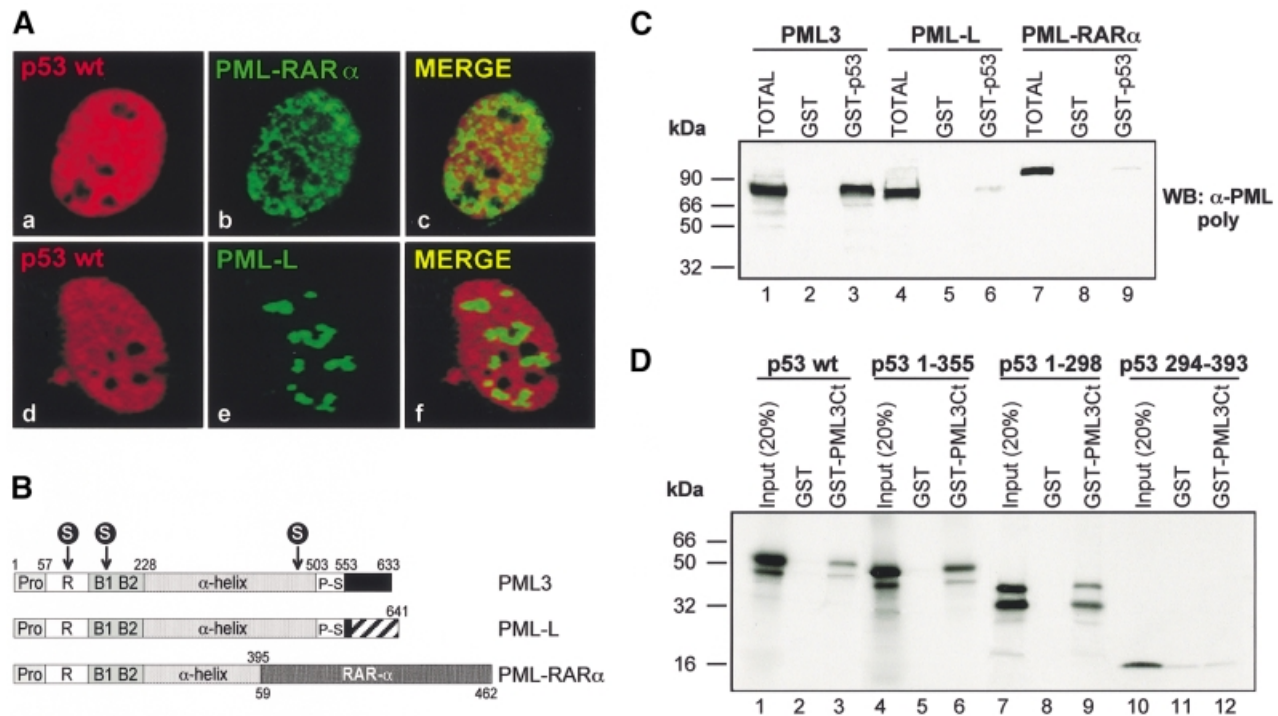 A
p53 wt
PML-RAR α
MERGE
a
b
c
p53 wt
PML-L
MERGE
d
e
f
B
S S S
1 57 228 503 553 633
Pro R B1 B2 α-helix P-S
PML3
641
Pro R B1 B2 α-helix P-S
PML-L
395
Pro R B1 B2 α-helix RAR-α
PML-RARα
59 462
C
PML3 PML-L PML-RARα
TOTAL GST GST-p53 TOTAL GST GST-p53 TOTAL GST GST-p53
kDa
90
66
50
32
WB: α-PML
poly
1 2 3 4 5 6 7 8 9
D
p53 wt p53 1-355 p53 1-298 p53 294-393
Input (20%) GST GST-PML3Ct Input (20%) GST GST-PML3Ct Input (20%) GST GST-PML3Ct Input (20%) GST GST-PML3Ct
kDa
66
50
32
16
1 2 3 4 5 6 7 8 9 10 11 12